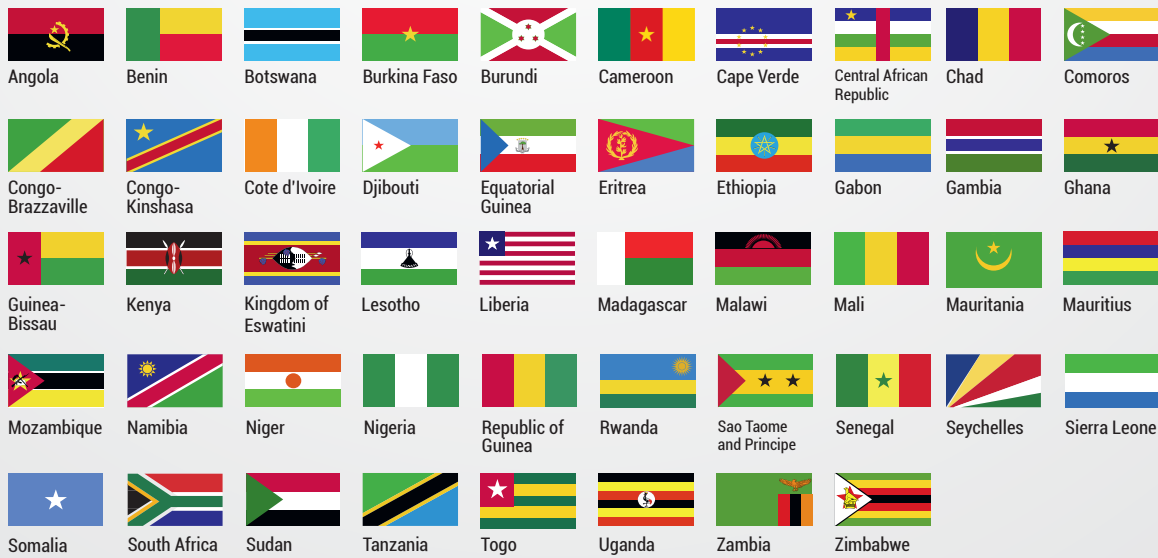 Angola
Benin
Botswana
Burkina Faso
Burundi
Cameroon
Cape Verde
Central African
Republic
Chad
Comoros
Congo-
Brazzaville
Congo-
Kinshasa
Cote d'Ivoire
Djibouti
Equatorial
Guinea
Eritrea
Ethiopia
Gabon
Gambia
Ghana
Guinea-
Bissau
Kenya
Kingdom of
Eswatini
Lesotho
Liberia
Madagascar
Malawi
Mali
Mauritania
Mauritius
Mozambique
Namibia
Niger
Nigeria
Republic of
Guinea
Rwanda
Sao Taome
and Principe
Senegal
Seychelles
Sierra Leone
Somalia
South Africa
Sudan
Tanzania
Togo
Uganda
Zambia
Zimbabwe